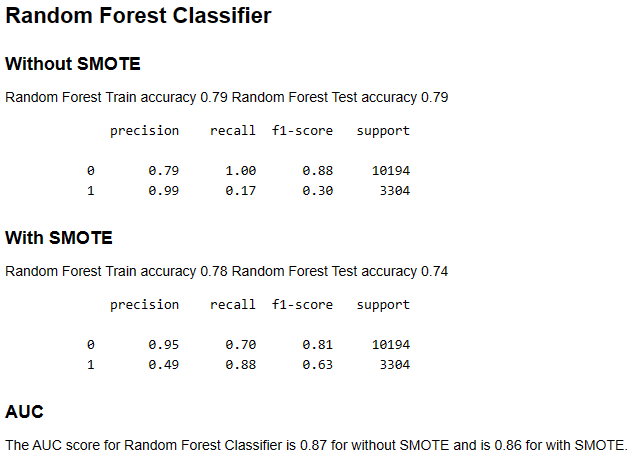 Random Forest Classifier
Without SMOTE
Random Forest Train accuracy 0.79 Random Forest Test accuracy 0.79
precision recall f1-score support
0 0.79 1.00 0.88 10194
1 0.99 0.17 0.30 3304
With SMOTE
Random Forest Train accuracy 0.78 Random Forest Test accuracy 0.74
precision recall f1-score support
0 0.95 0.70 0.81 10194
1 0.49 0.88 0.63 3304
AUC
The AUC score for Random Forest Classifier is 0.87 for without SMOTE and is 0.86 for with SMOTE.